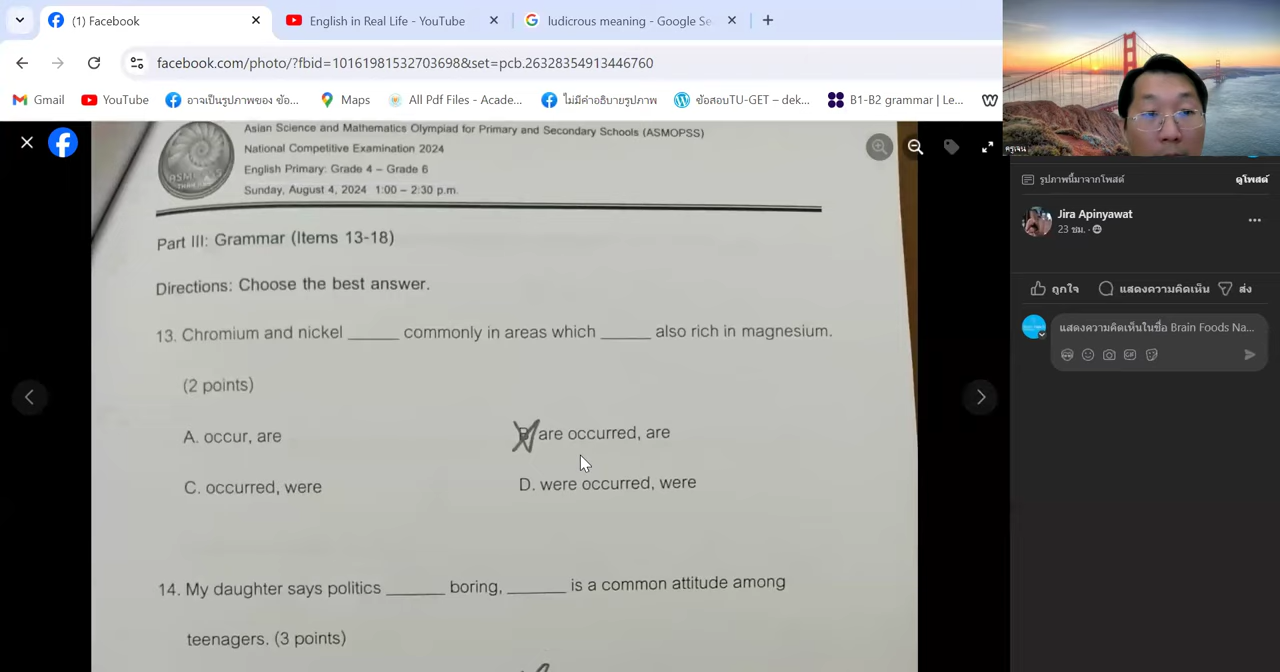 (1) Facebook
English in Real Life - YouTube
ludicrous meaning - Google Se
facebook.com/photo/?fbid=10161981532703698&set=pcb.26328354913446760
Gmail
YouTube
อาจเป็นรูปภาพของ ข้อ...
Maps
All Pdf Files - Acade...
ไม่มีคำอธิบายรูปภาพ
ข้อสอบTU-GET – dek...
B1-B2 grammar | Le...
ครูเจน
Asian Science and Mathematics Olympiad for Primary and Secondary Schools (ASMOPSS)
National Competitive Examination 2024
English Primary: Grade 4 – Grade 6
Sunday, August 4, 2024 1:00 – 2:30 p.m.
Part III: Grammar (Items 13-18)
Directions: Choose the best answer.
13. Chromium and nickel ______ commonly in areas which ______ also rich in magnesium.
(2 points)
A. occur, are
B. are occurred, are
C. occurred, were
D. were occurred, were
14. My daughter says politics _______ boring, _______ is a common attitude among
teenagers. (3 points)
รูปภาพนี้มาจากโพสต์
ดูโพสต์
Jira Apinyawat
23 ชม. ·
ถูกใจ
แสดงความคิดเห็น
ส่ง
แสดงความคิดเห็นในชื่อ Brain Foods Na...